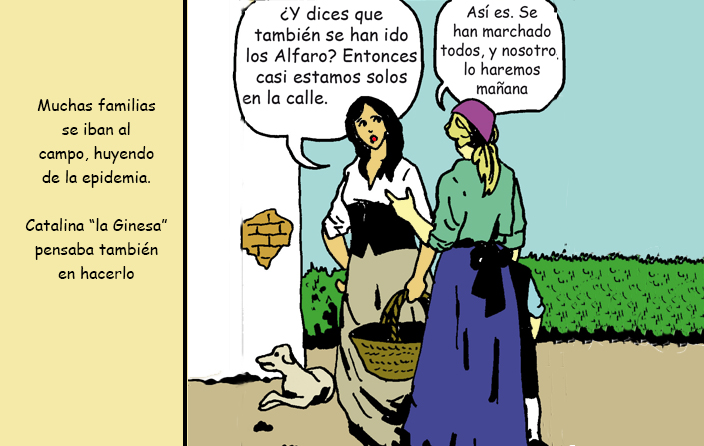 Muchas familias
se iban al
campo, huyendo
de la epidemia.
Catalina “la Ginesa”
pensaba también
en hacerlo
¿Y dices que
también se han ido
los Alfaro? Entonces
casi estamos solos
en la calle.
Así es. Se
han marchado
todos, y nosotro
lo haremos
mañana